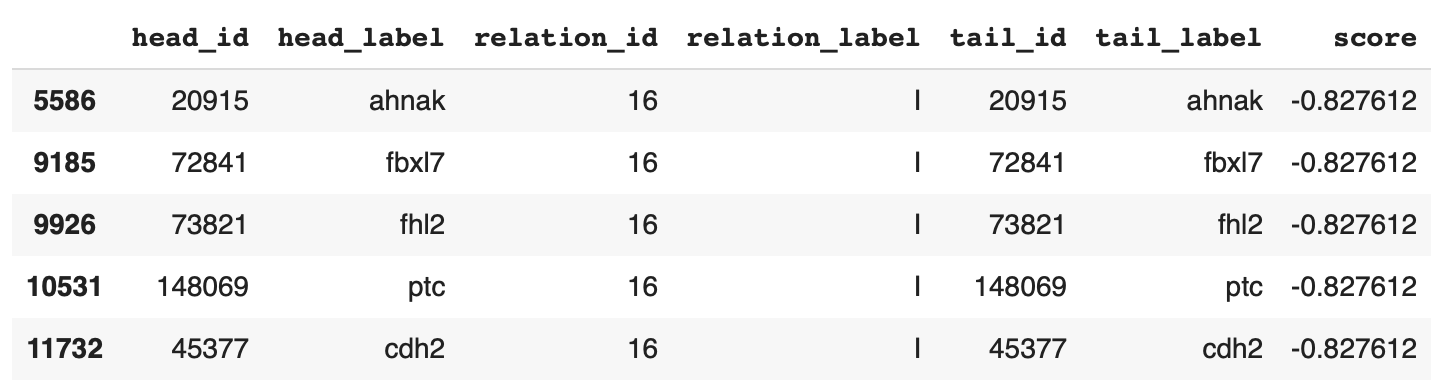 head_id head_label relation_id relation_label tail_id tail_label score
5586 20915 ahnak 16 I 20915 ahnak -0.827612
9185 72841 fbxl7 16 I 72841 fbxl7 -0.827612
9926 73821 fhl2 16 I 73821 fhl2 -0.827612
10531 148069 ptc 16 I 148069 ptc -0.827612
11732 45377 cdh2 16 I 45377 cdh2 -0.827612